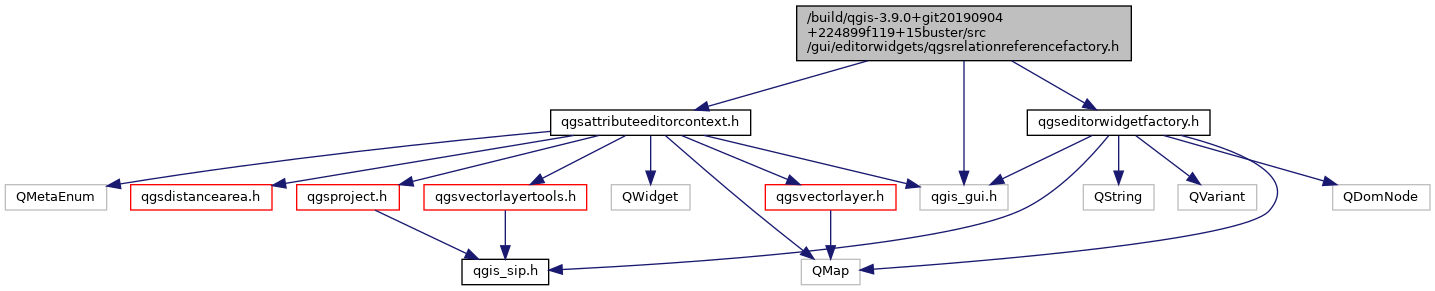 /build/qgis-3.9.0+git20190904
+224899f119+15buster/src
/gui/editorwidgets/qgsrelationreferencefactory.h
qgsattributeeditorcontext.h
qgseditorwidgetfactory.h
QMetaEnum
qgsdistancearea.h
qgsproject.h
qgsvectorlayertools.h
QWidget
qgsvectorlayer.h
qgis_gui.h
QString
QVariant
QDomNode
qgis_sip.h
QMap